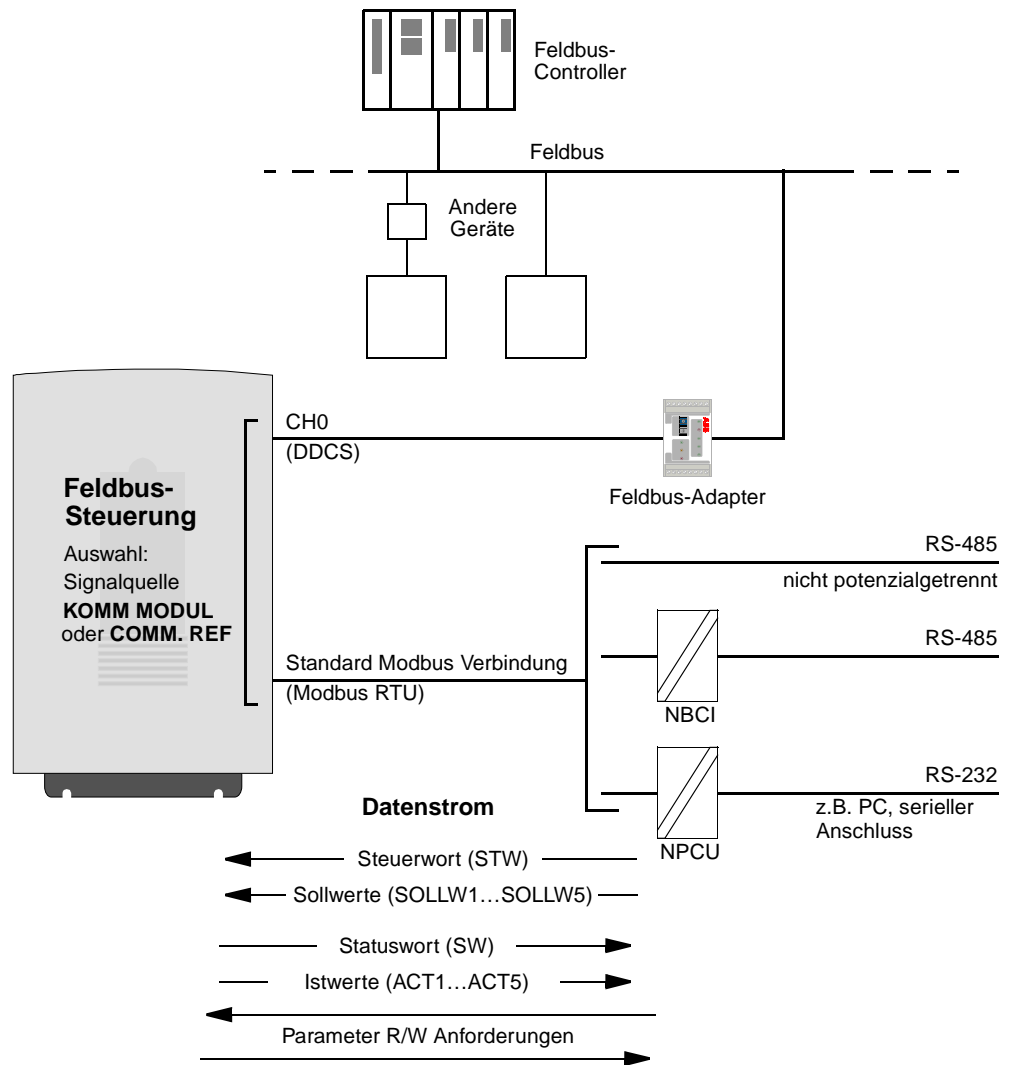 Feldbus-
Controller
Feldbus
Andere
Geräte
CH0
(DDCS)
ABB
Feldbus-Adapter
Feldbus-
Steuerung
Auswahl:
Signalquelle
KOMM MODUL
oder COMM. REF
RS-485
nicht potenzialgetrennt
Standard Modbus Verbindung
(Modbus RTU)
RS-485
NBCI
RS-232
z.B. PC, serieller
Anschluss
NPCU
Datenstrom
Steuerwort (STW)
Sollwerte (SOLLW1…SOLLW5)
Statuswort (SW)
Istwerte (ACT1…ACT5)
Parameter R/W Anforderungen